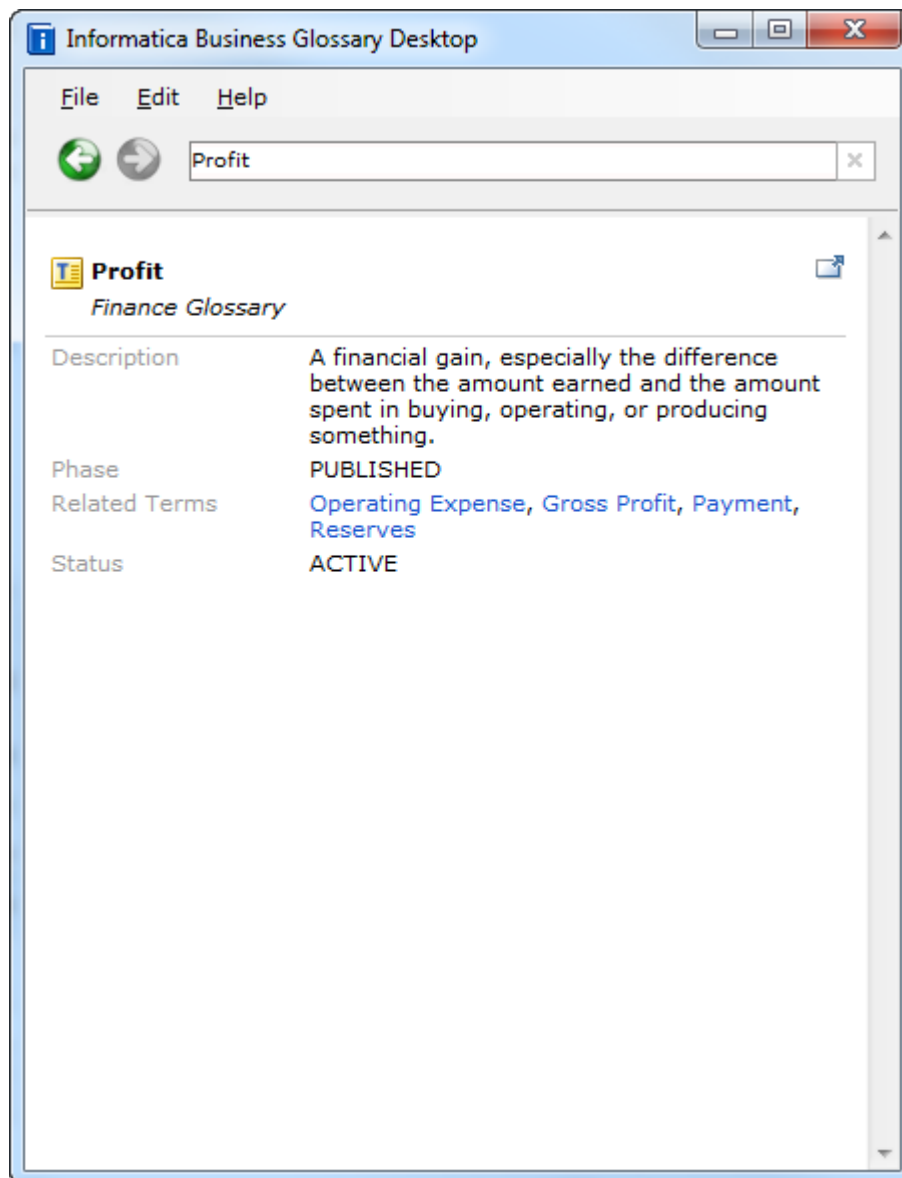 Informatica Business Glossary Desktop
File Edit Help
Profit
Profit
Finance Glossary
Description A financial gain, especially the difference
between the amount earned and the amount
spent in buying, operating, or producing
something.
Phase PUBLISHED
Related Terms Operating Expense, Gross Profit, Payment,
Reserves
Status ACTIVE